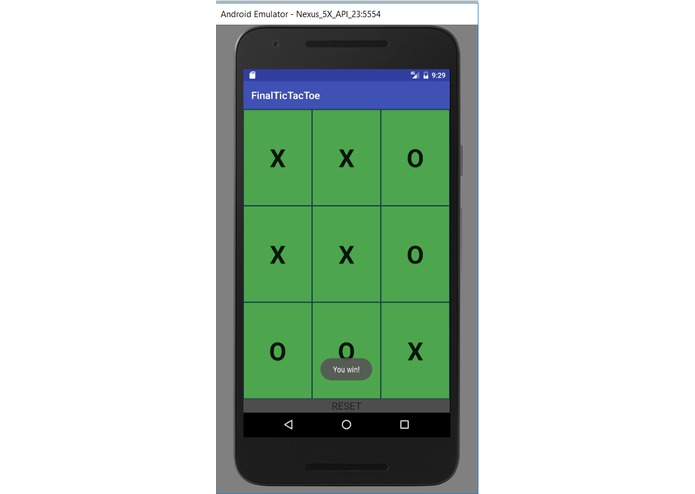 Android Emulator - Nexus_5X_API_23:5554
9:29
FinalTicTacToe
X X O
X X O
O O X
You win!
RESET